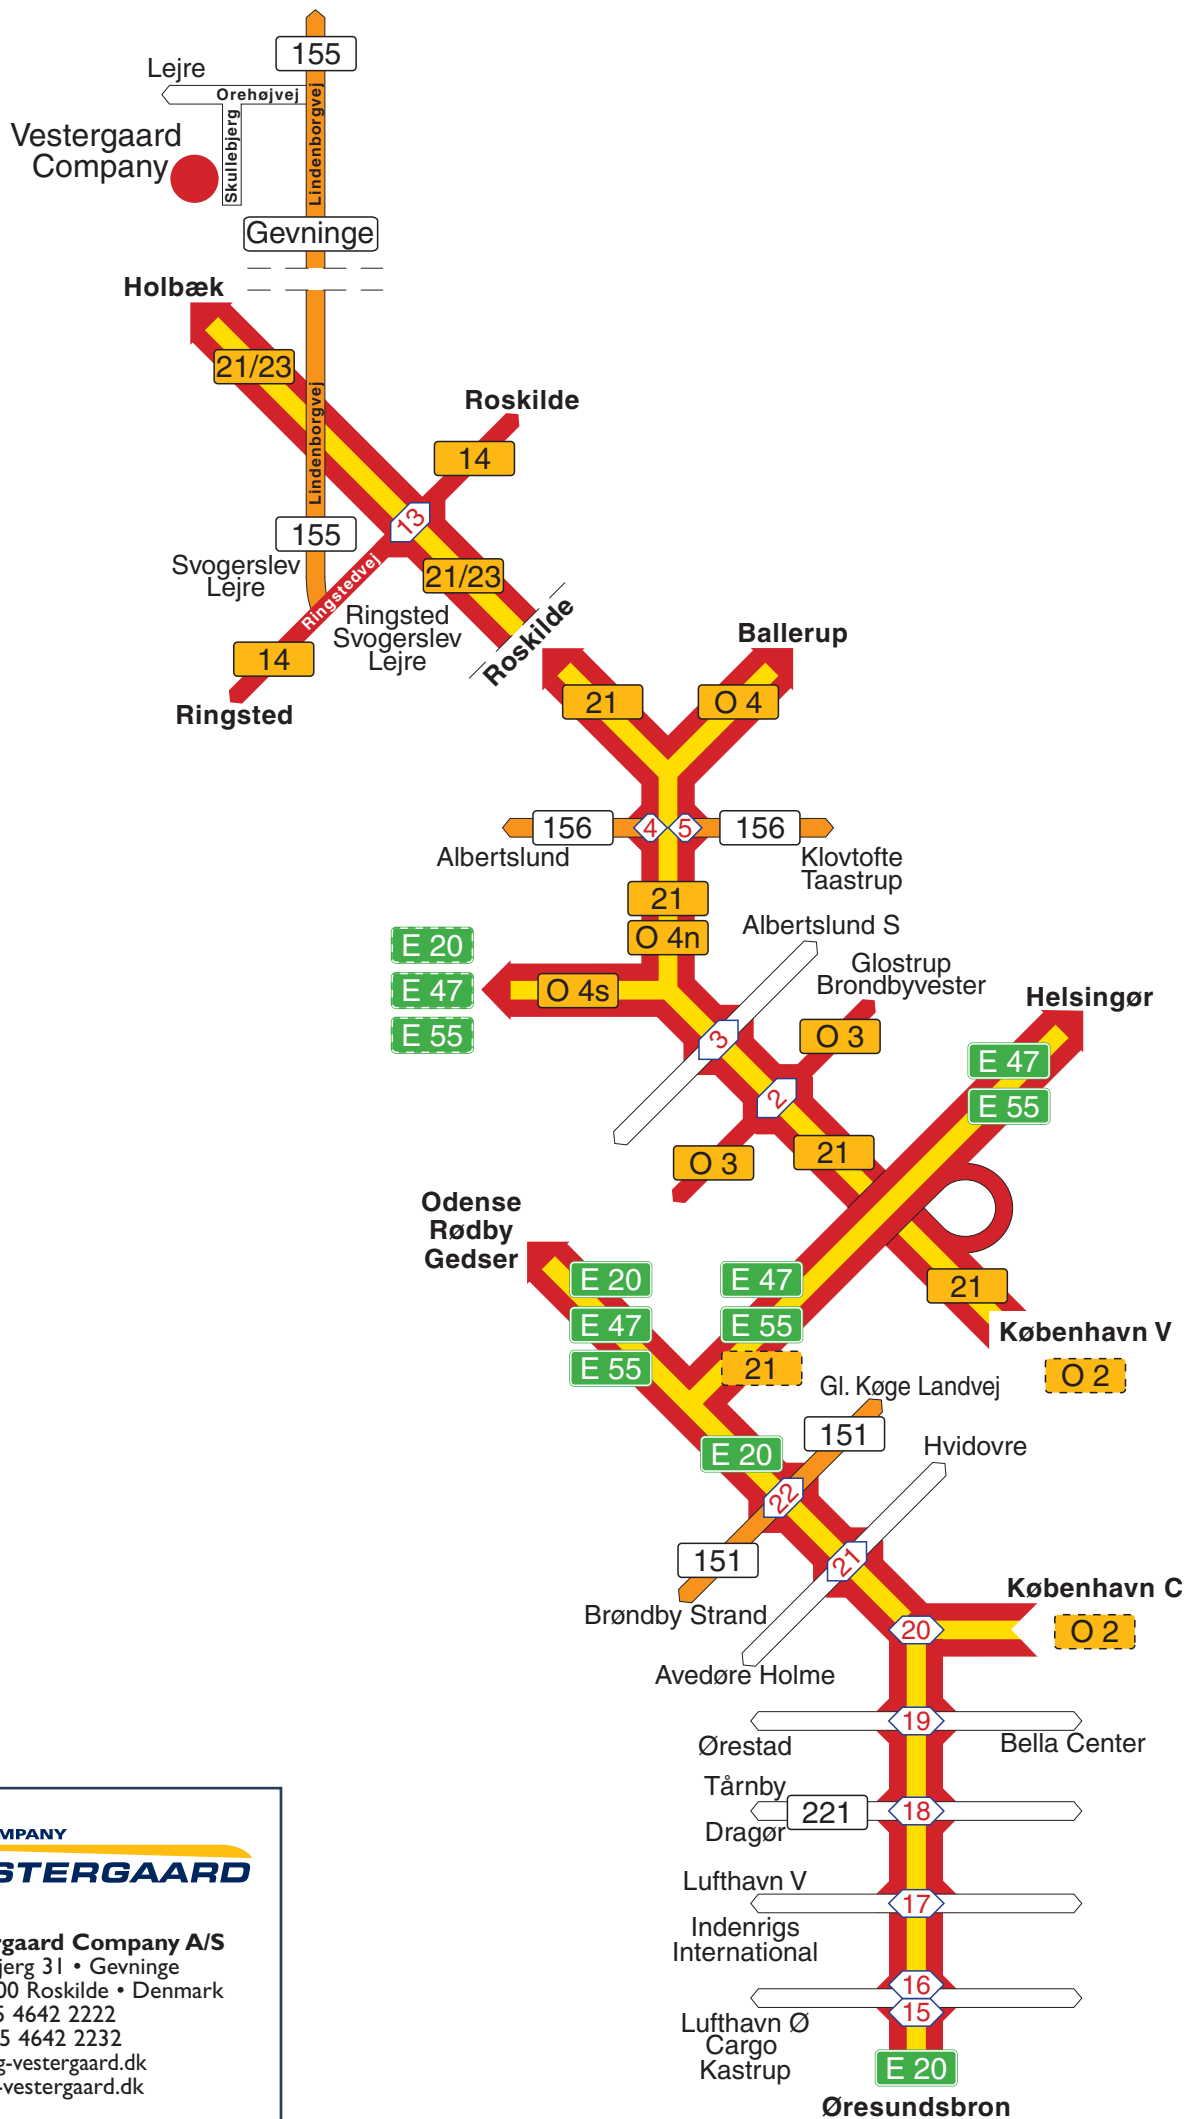 155
Lejre
Orehøjvej
Skullebjerg
Lindenborgvej
Vestergaard
Company
Gevninge
Holbæk
21/23
Lindenborgvej
Roskilde
14
13
155
Svogerslev
Lejre
Ringstedvej
21/23
Ringsted
Svogerslev
Lejre
14
Ringsted
Roskilde
Ballerup
21
O 4
156
4
5
156
Albertslund
Klovtofte
Taastrup
21
O 4n
E 20
E 47
E 55
O 4s
Albertslund S
Glostrup
Brondbyvester
3
O 3
2
O 3
21
Helsingør
E 47
E 55
Odense
Rødby
Gedser
E 20
E 47
E 55
E 47
E 55
21
21
København V
O 2
Gl. Køge Landvej
151
E 20
Hvidovre
22
151
21
Brøndby Strand
Avedøre Holme
København C
20
O 2
19
Ørestad
Bella Center
Tårnby
221
18
Dragør
Lufthavn V
17
Indenrigs
International
16
15
Lufthavn Ø
Cargo
Kastrup
E 20
Øresundsbron
MPANY
STERGAARD
rgaard Company A/S
jerg 31 • Gevninge
00 Roskilde • Denmark
5 4642 2222
5 4642 2232
g-vestergaard.dk
-vestergaard.dk